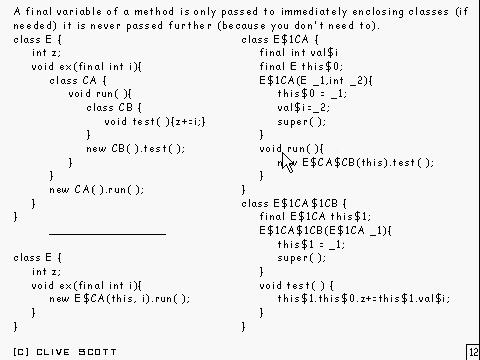 A final variable of a method is only passed to immediately enclosing classes (if
needed) it is never passed further (because you don't need to).
class E {
int z;
void ex(final int i){
class CA {
void run( ){
class CB {
void test( ){z+=i;}
}
new CB( ).test( );
}
}
new CA( ).run( );
}
}
class E {
int z;
void ex(final int i){
new E$CA(this, i).run( );
}
}
class E$1CA {
final int val$i
final E this$0;
E$1CA(E _1,int _2){
this$0 = _1;
val$i=_2;
super( );
}
void run( ){
E$CA$CB(this).test( );
}
}
class E$1CA$1CB {
final E$1CA this$1;
E$1CA$1CB(E$1CA _1){
this$1 = _1;
super( );
}
void test( ) {
this$1.this$0.z+=this$1.val$i;
}
}
[C] CLIVE SCOTT
12